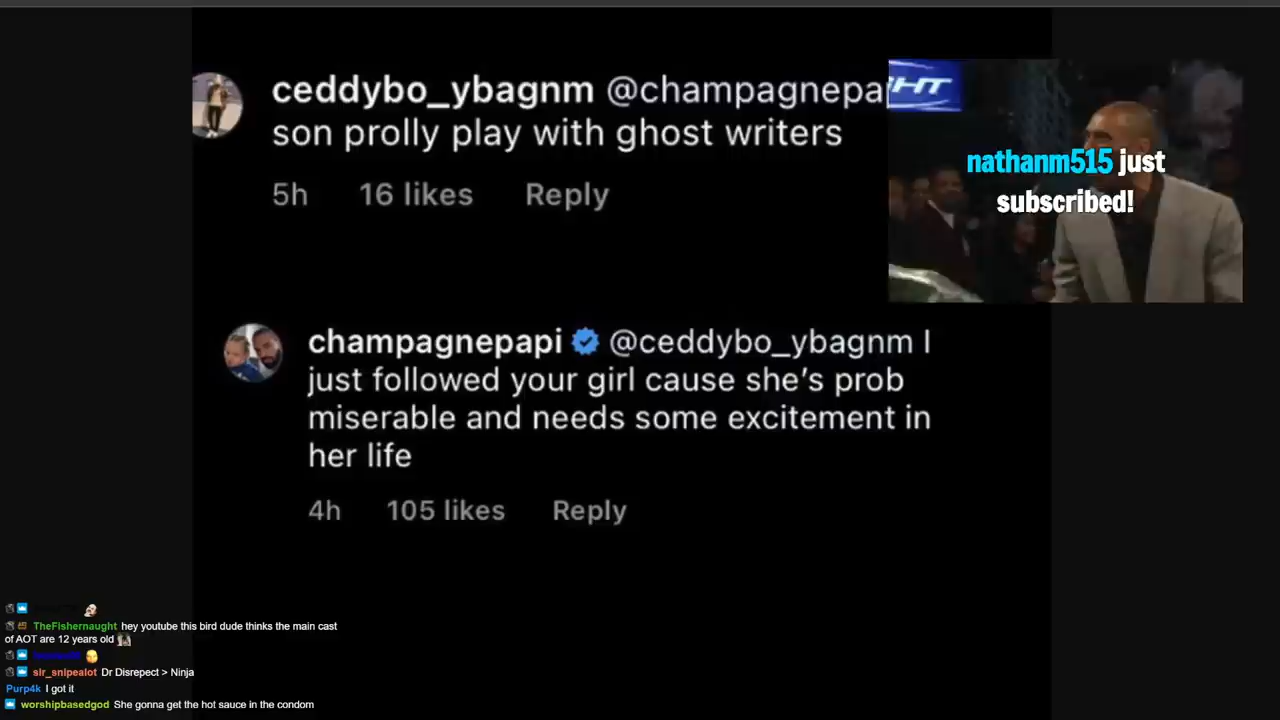 ceddybo_ybagnm @champagnepa
son prolly play with ghost writers
5h 16 likes Reply
HT
nathanm515 just
subscribed!
champagnepapi @ceddybo_ybagnm I
just followed your girl cause she’s prob
miserable and needs some excitement in
her life
4h 105 likes Reply
TheFishernaught hey youtube this bird dude thinks the main cast
of AOT are 12 years old
sir_snipealot Dr Disrepect > Ninja
Purp4k I got it
worshipbasedgod She gonna get the hot sauce in the condom